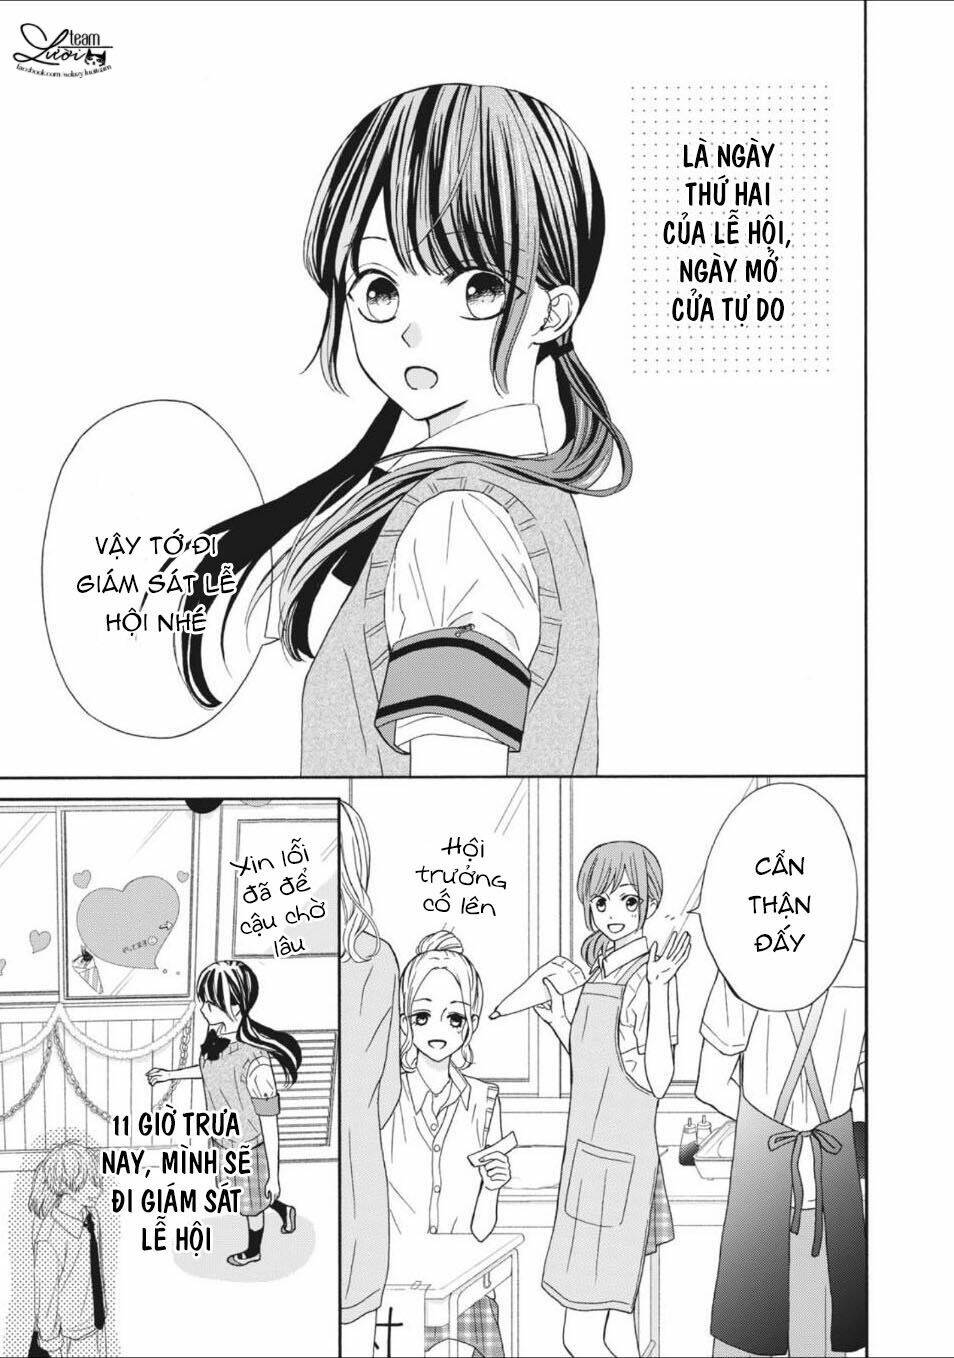 team
Lười
facebook.com/
LÀ NGÀY
THỨ HAI
CỦA LỄ HỘI,
NGÀY MỞ
CỬA TỰ DO
VẬY TỚ ĐI
GIÁM SÁT LỄ
HỘI NHÉ
CẨN
THẬN
ĐẤY
Hội
trưởng
cố lên
Xin lỗi
đã để
cậu chờ
lâu
11 GIỜ TRƯA
NAY, MÌNH SẼ
ĐI GIÁM SÁT
LỄ HỘI